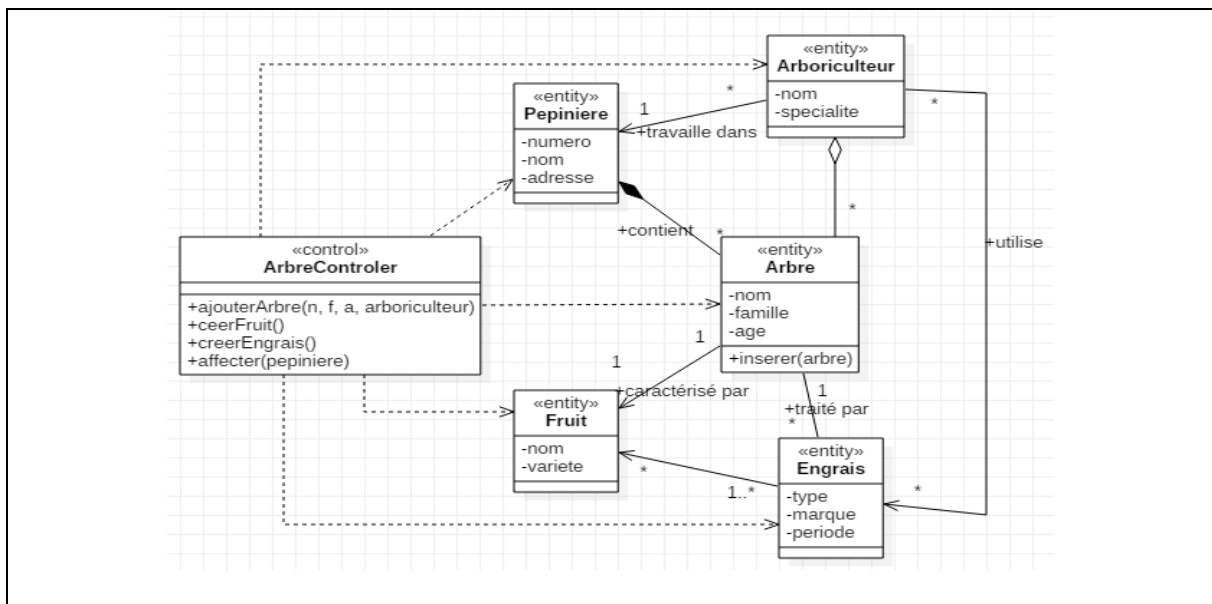 «entity»
Arboriculteur
-nom
-specialite
*
*
«entity»
Pepiniere
-numero
-nom
-adresse
1
+travaille dans
+contient
*
*
+utilise
«control»
ArbreControler
+ajouterArbre(n, f, a, arboriculteur)
+ceerFruit()
+creerEngrais()
+affecter(pepiniere)
«entity»
Arbre
-nom
-famille
-age
+inserer(arbre)
1
1
+caractérisé par
1
+traité par
*
«entity»
Fruit
-nom
-variete
*
1..*
«entity»
Engrais
-type
-marque
-periode
*